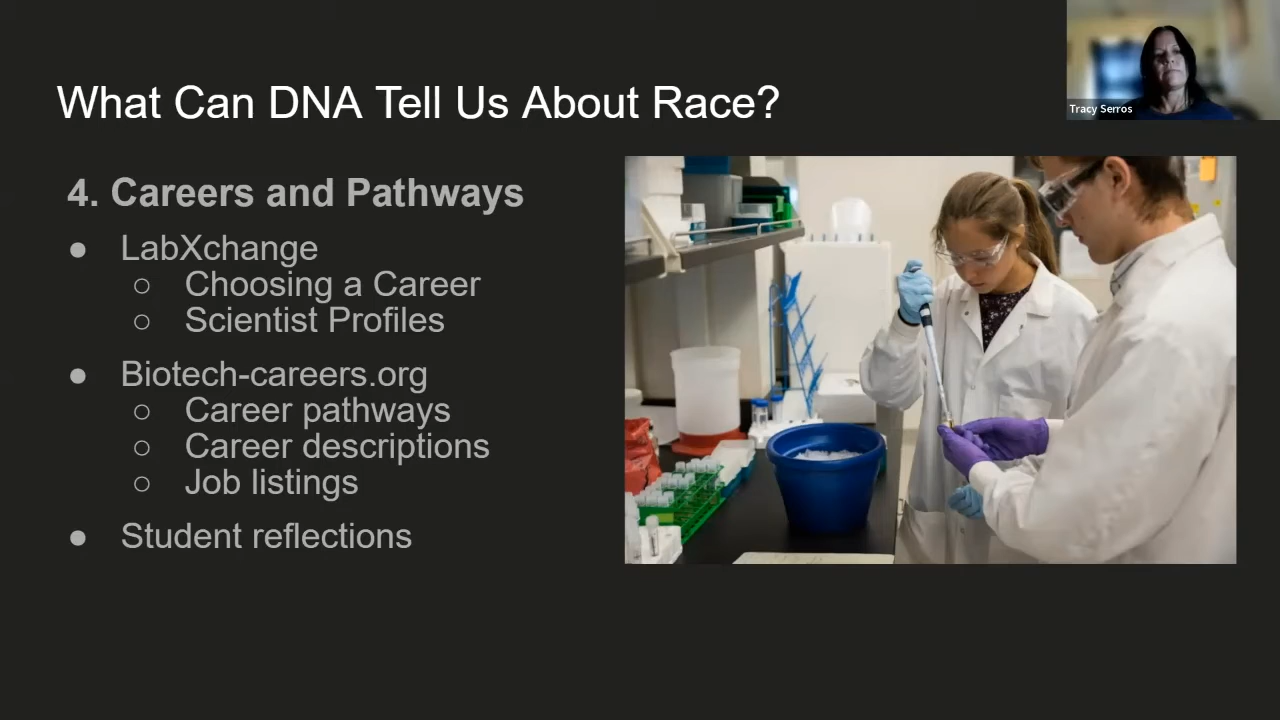 What Can DNA Tell Us About Race?
Tracy Serros
4. Careers and Pathways
● LabXchange
○ Choosing a Career
○ Scientist Profiles
● Biotech-careers.org
○ Career pathways
○ Career descriptions
○ Job listings
● Student reflections